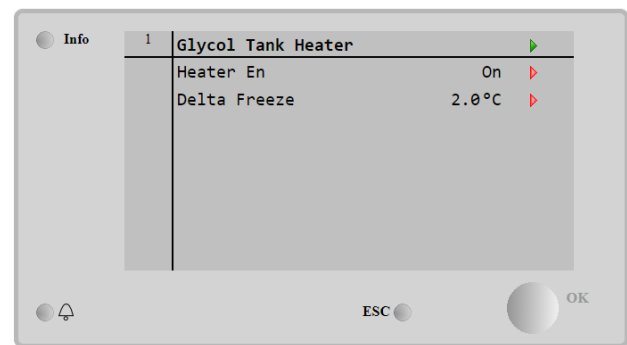 Info
1 Glycol Tank Heater
Heater En On
Delta Freeze 2.0°C
ESC
OK